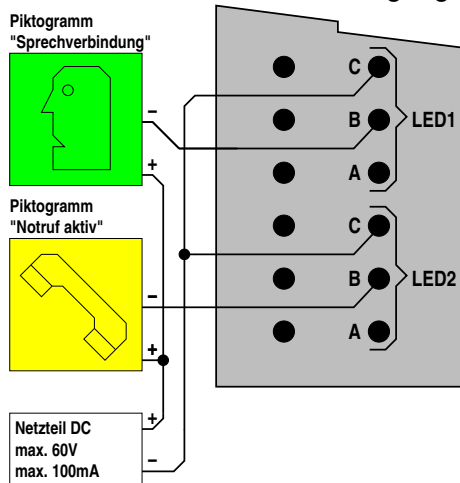 Piktogramm
"Sprechverbindung"
–
+
C
B
A
LED1
Piktogramm
"Notruf aktiv"
–
+
C
B
A
LED2
Netzteil DC
max. 60V
max. 100mA
+
–